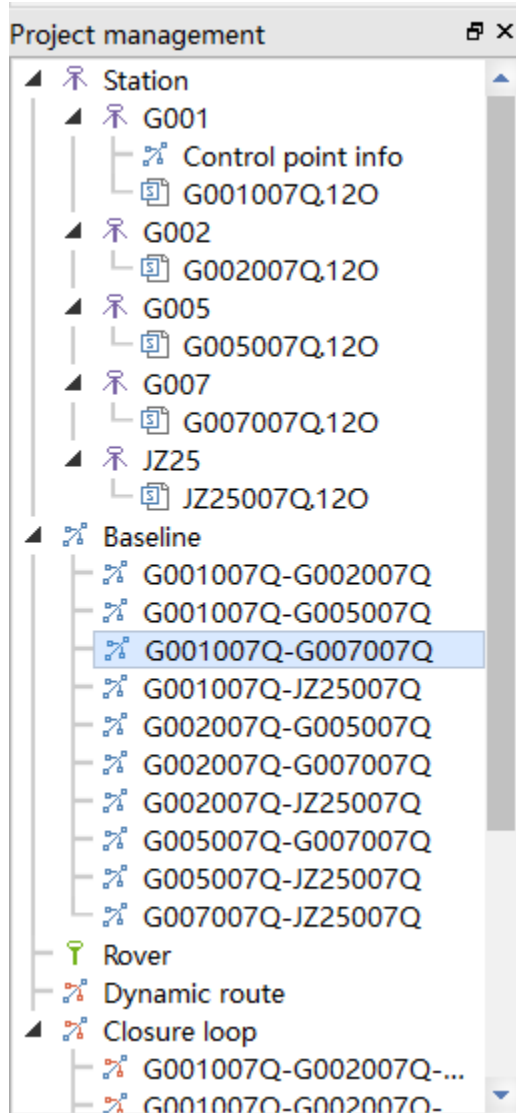 Project management
Station
G001
Control point info
G001007Q.12O
G002
G002007Q.12O
G005
G005007Q.12O
G007
G007007Q.12O
JZ25
JZ25007Q.12O
Baseline
G001007Q-G002007Q
G001007Q-G005007Q
G001007Q-G007007Q
G001007Q-JZ25007Q
G002007Q-G005007Q
G002007Q-G007007Q
G002007Q-JZ25007Q
G005007Q-G007007Q
G005007Q-JZ25007Q
G007007Q-JZ25007Q
Rover
Dynamic route
Closure loop
G001007Q-G002007Q-...
G001007Q-G002007Q-